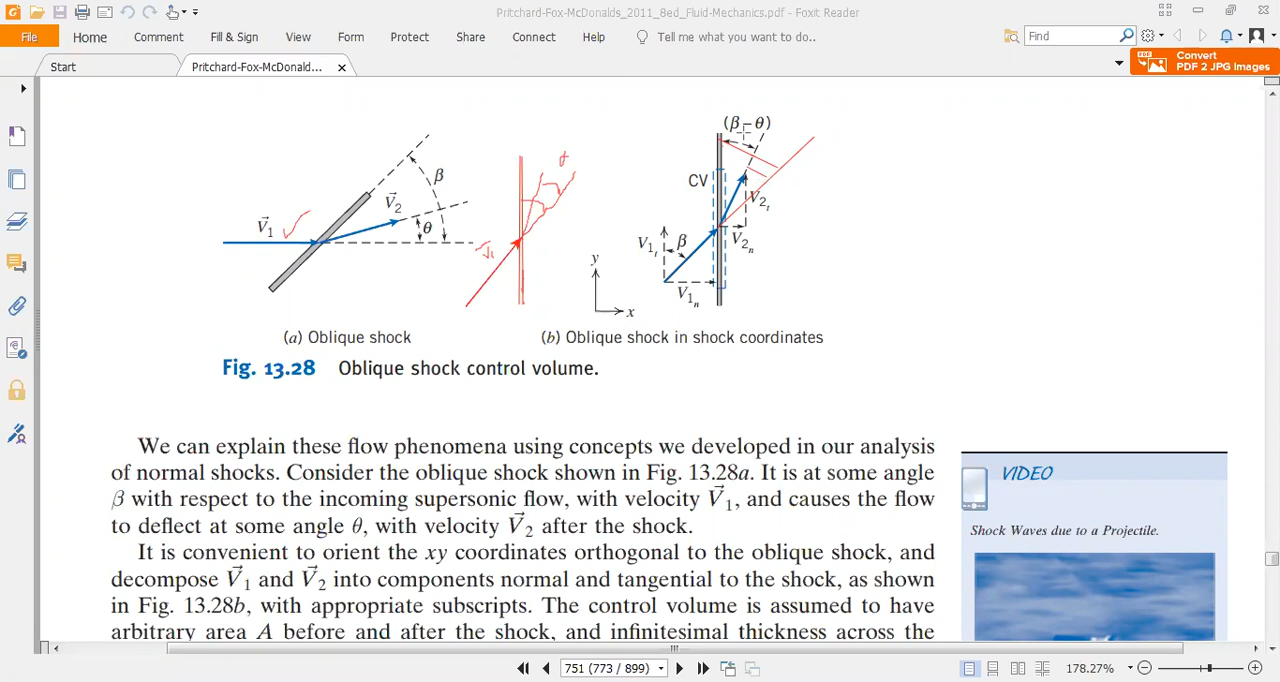 Pritchard-Fox-McDonalds_2011_8ed_Fluid-Mechanics.pdf - Foxit Reader
File Home Comment Fill & Sign View Form Protect Share Connect Help Tell me what you want to do.. Find
Start Pritchard-Fox-McDonald...
Convert
PDF 2 JPG Images
(β−θ)
β
V⃗2
CV
θ
V⃗1
V2t
θ
V⃗1
V1t
β
V2n
y
V1n
x
(a) Oblique shock
(b) Oblique shock in shock coordinates
Fig. 13.28 Oblique shock control volume.
We can explain these flow phenomena using concepts we developed in our analysis
of normal shocks. Consider the oblique shock shown in Fig. 13.28a. It is at some angle
β with respect to the incoming supersonic flow, with velocity V⃗1, and causes the flow
to deflect at some angle θ, with velocity V⃗2 after the shock.
It is convenient to orient the xy coordinates orthogonal to the oblique shock, and
decompose V⃗1 and V⃗2 into components normal and tangential to the shock, as shown
in Fig. 13.28b, with appropriate subscripts. The control volume is assumed to have
arbitrary area A before and after the shock, and infinitesimal thickness across the
VIDEO
Shock Waves due to a Projectile.
751 (773 / 899)
178.27%